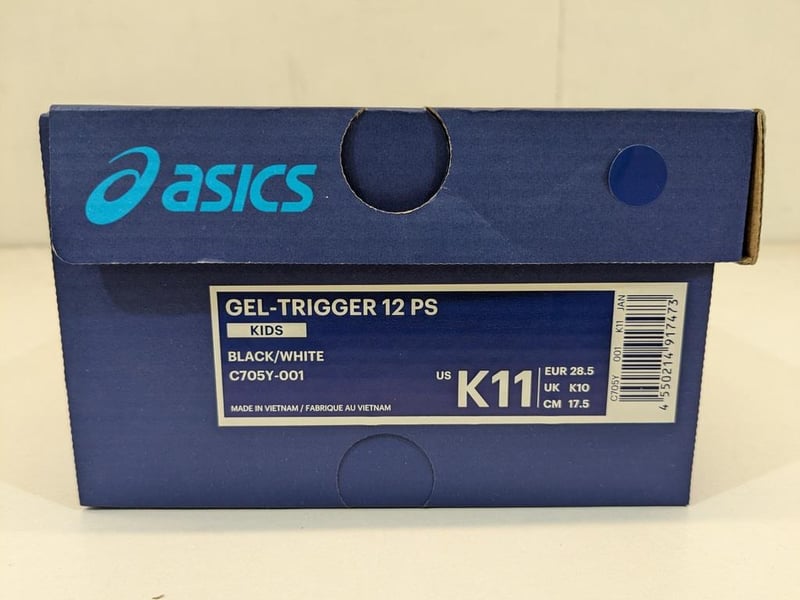 asics
GEL-TRIGGER 12 PS
KIDS
BLACK/WHITE
C705Y-001
MADE IN VIETNAM / FABRIQUE AU VIETNAM
US K11
EUR 28.5
UK K10
CM 17.5
C705Y 001 K11 JAN
4 550214 917473